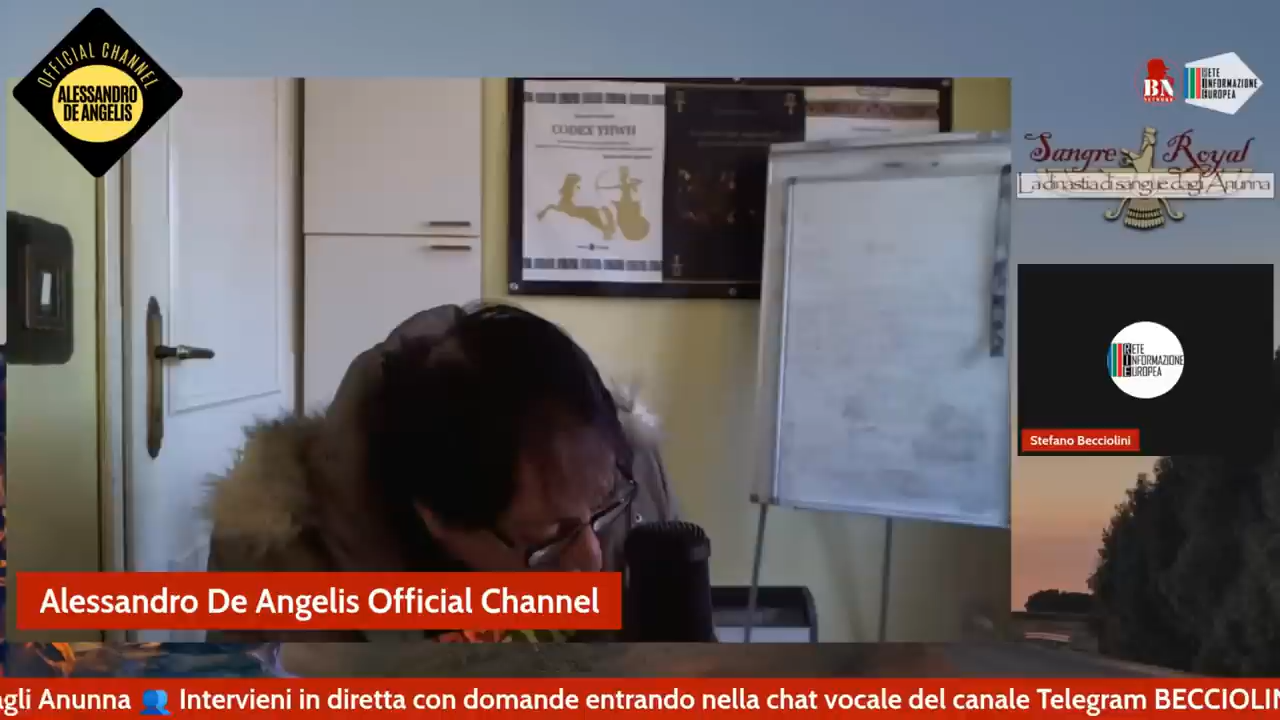 OFFICIAL CHANNEL
ALESSANDRO
DE ANGELIS
CODEX YHWH
BN
NETWORK
RETE
INFORMAZIONE
EUROPEA
Sangre Royal
La dinastia di sangue dagli Anunna
RETE
INFORMAZIONE
EUROPEA
Stefano Becciolini
Alessandro De Angelis Official Channel
agli Anunna 👥 Intervieni in diretta con domande entrando nella chat vocale del canale Telegram BECCIOLIN